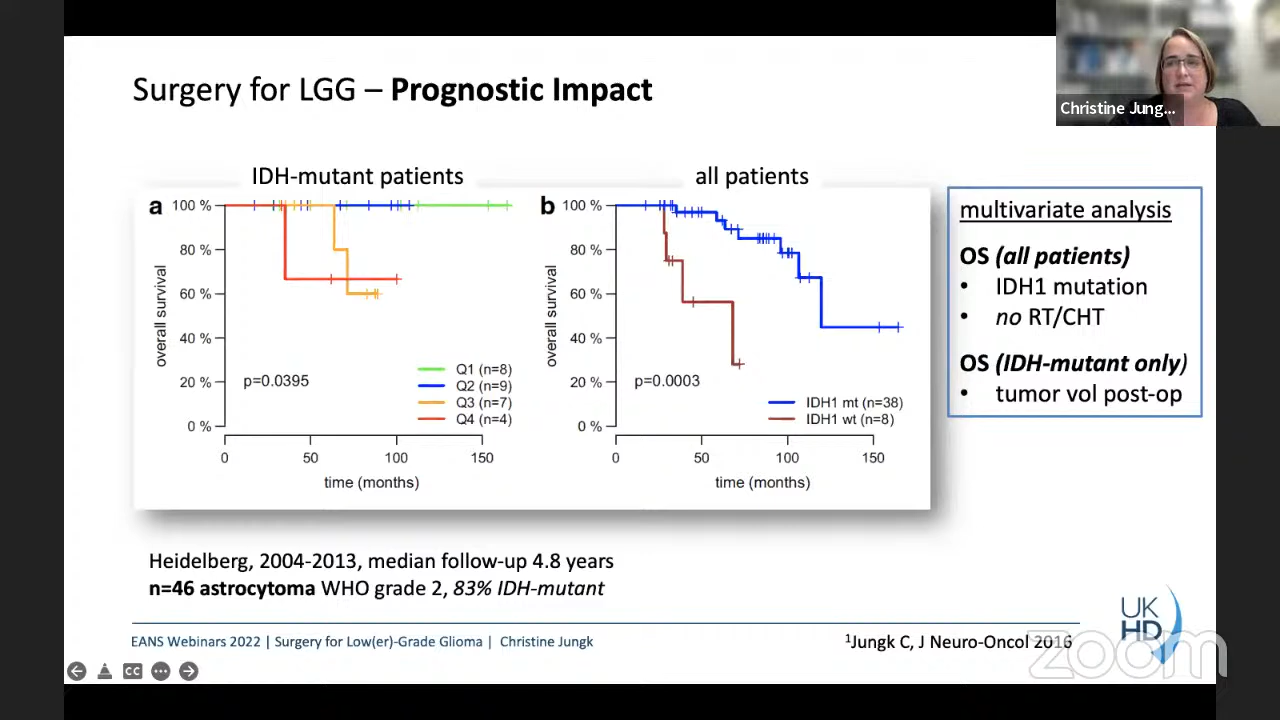 Surgery for LGG – Prognostic Impact
Christine Jung...
IDH-mutant patients
all patients
a
100 %
80 %
60 %
40 %
20 %
0 %
overall survival
p=0.0395
Q1 (n=8)
Q2 (n=9)
Q3 (n=7)
Q4 (n=4)
0
50
100
150
time (months)
b
100 %
80 %
60 %
40 %
20 %
0 %
overall survival
p=0.0003
IDH1 mt (n=38)
IDH1 wt (n=8)
0
50
100
150
time (months)
multivariate analysis
OS (all patients)
• IDH1 mutation
• no RT/CHT
OS (IDH-mutant only)
• tumor vol post-op
Heidelberg, 2004-2013, median follow-up 4.8 years
n=46 astrocytoma WHO grade 2, 83% IDH-mutant
EANS Webinars 2022 | Surgery for Low(er)-Grade Glioma | Christine Jungk
¹Jungk C, J Neuro-Oncol 2016
UK
HD
zoom
CC